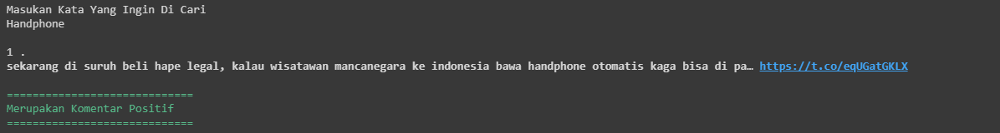 Masukan Kata Yang Ingin Di Cari
Handphone
1 .
sekarang di suruh beli hape legal, kalau wisatawan mancanegara ke indonesia bawa handphone otomatis kaga bisa di pa… https://t.co/eqUGatGKLX
=============================
Merupakan Komentar Positif
=============================